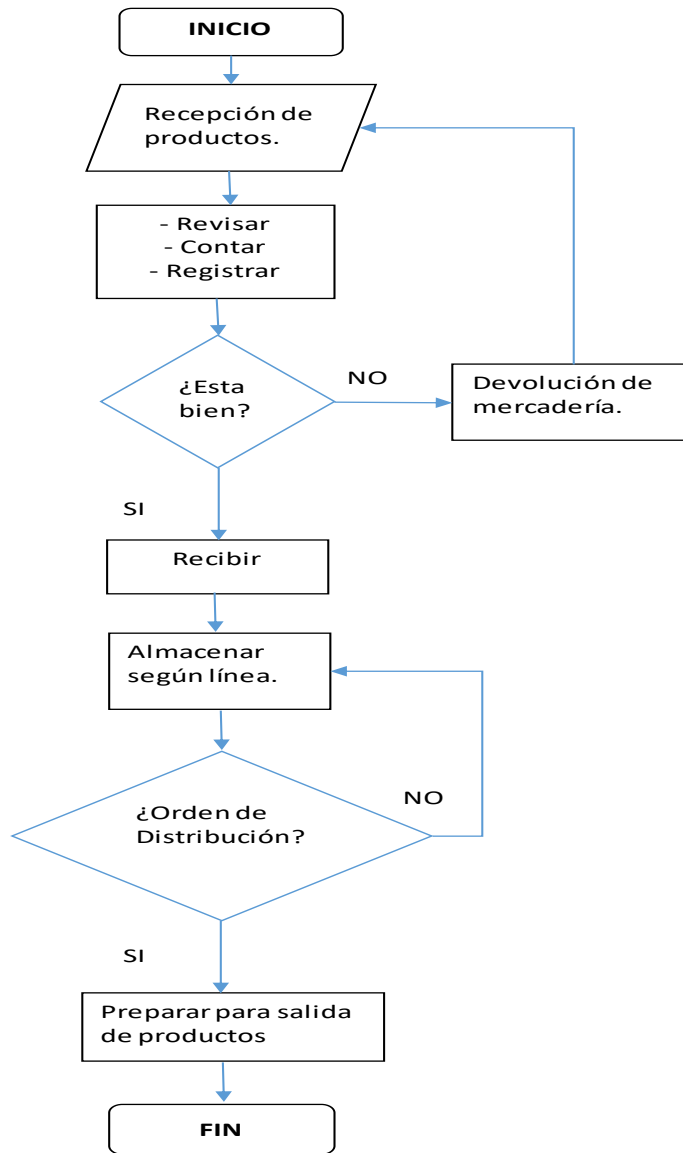 INICIO
Recepción de
productos.
- Revisar
- Contar
- Registrar
¿Esta
bien?
NO
Devolución de
mercadería.
SI
Recibir
Almacenar
según línea.
¿Orden de
Distribución?
NO
SI
Preparar para salida
de productos
FIN